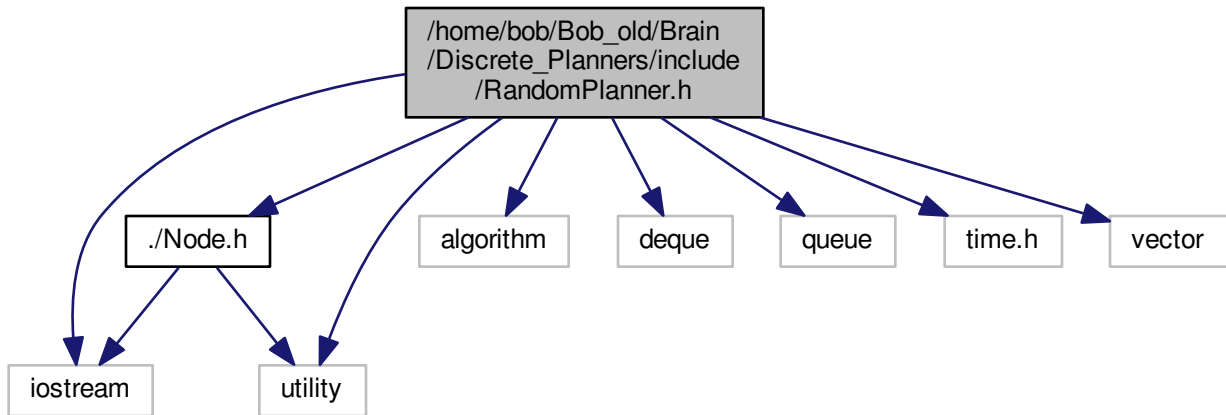 /home/bob/Bob_old/Brain
/Discrete_Planners/include
/RandomPlanner.h
./Node.h
algorithm
deque
queue
time.h
vector
iostream
utility